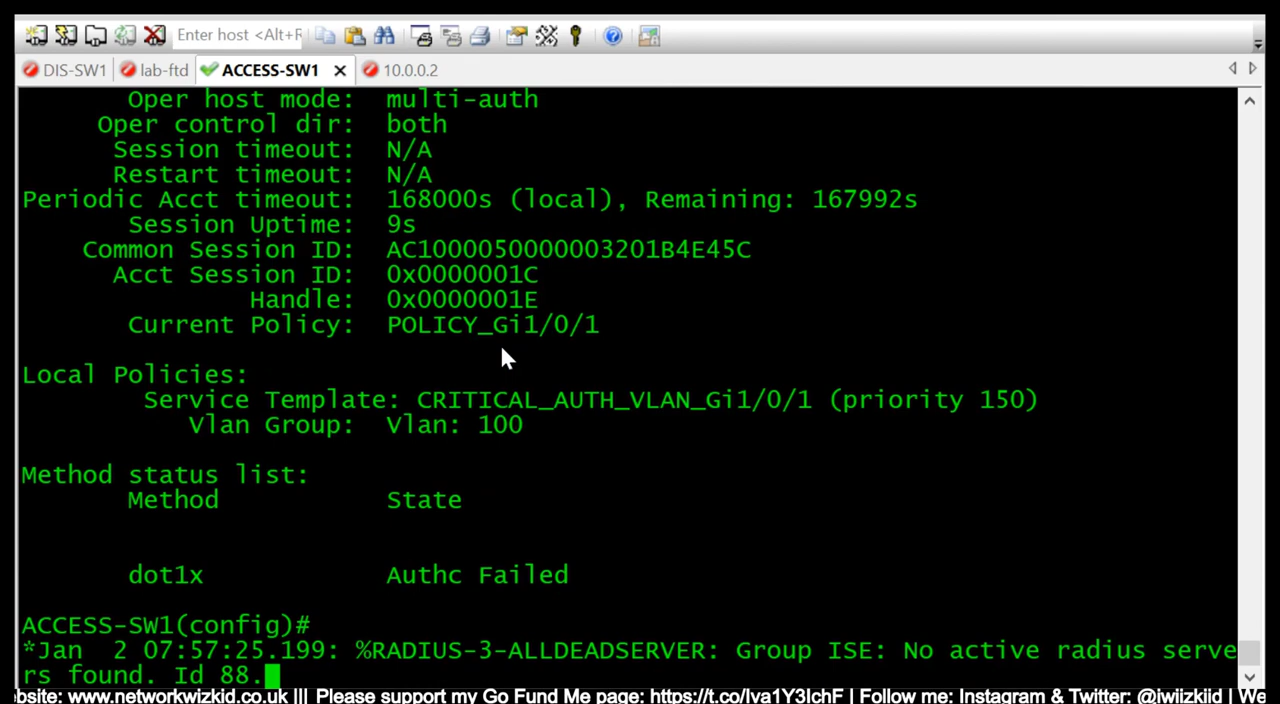 Enter host <Alt+R
DIS-SW1 lab-ftd ACCESS-SW1 10.0.0.2
Oper host mode: multi-auth
Oper control dir: both
Session timeout: N/A
Restart timeout: N/A
Periodic Acct timeout: 168000s (local), Remaining: 167992s
Session Uptime: 9s
Common Session ID: AC1000050000003201B4E45C
Acct Session ID: 0x0000001C
Handle: 0x0000001E
Current Policy: POLICY_Gi1/0/1
Local Policies:
Service Template: CRITICAL_AUTH_VLAN_Gi1/0/1 (priority 150)
Vlan Group: Vlan: 100
Method status list:
Method State
dot1x Authc Failed
ACCESS-SW1(config)#
*Jan 2 07:57:25.199: %RADIUS-3-ALLDEADSERVER: Group ISE: No active radius serve
rs found. Id 88.
bsite: www.networkwizkid.co.uk ||| Please support my Go Fund Me page: https://t.co/Iva1Y3IchF | Follow me: Instagram & Twitter: @iwiizkiid | We